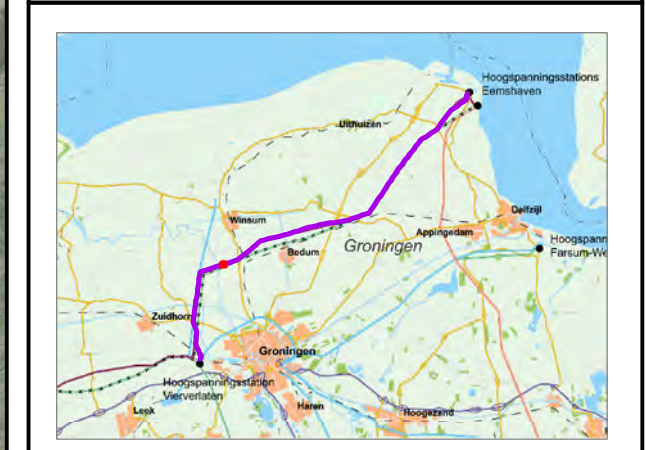 Hoogspanningsstations
Eemshaven
Uithuizen
Winsum
Delfzijl
Appingedam
Groningen
Bedum
Hoogspann
Farsum-We
Zuidhorn
Groningen
Hoogspanningsstation
Vierverlaten
Leek
Haren
Hoogezand